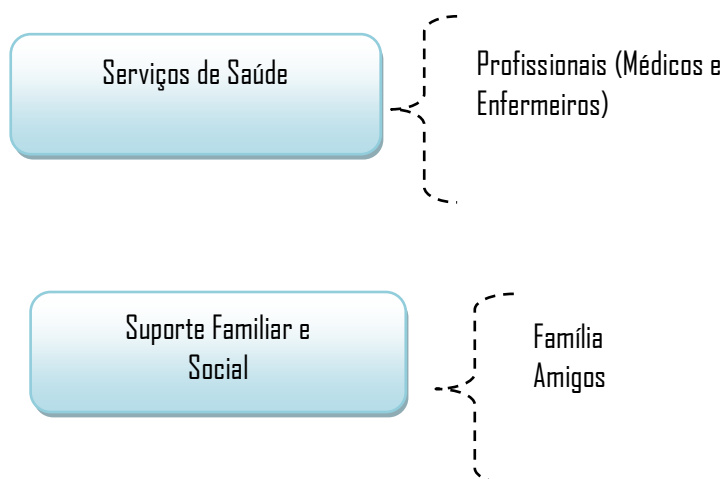 Serviços de Saúde
Profissionais (Médicos e
Enfermeiros)
Suporte Familiar e
Social
Família
Amigos